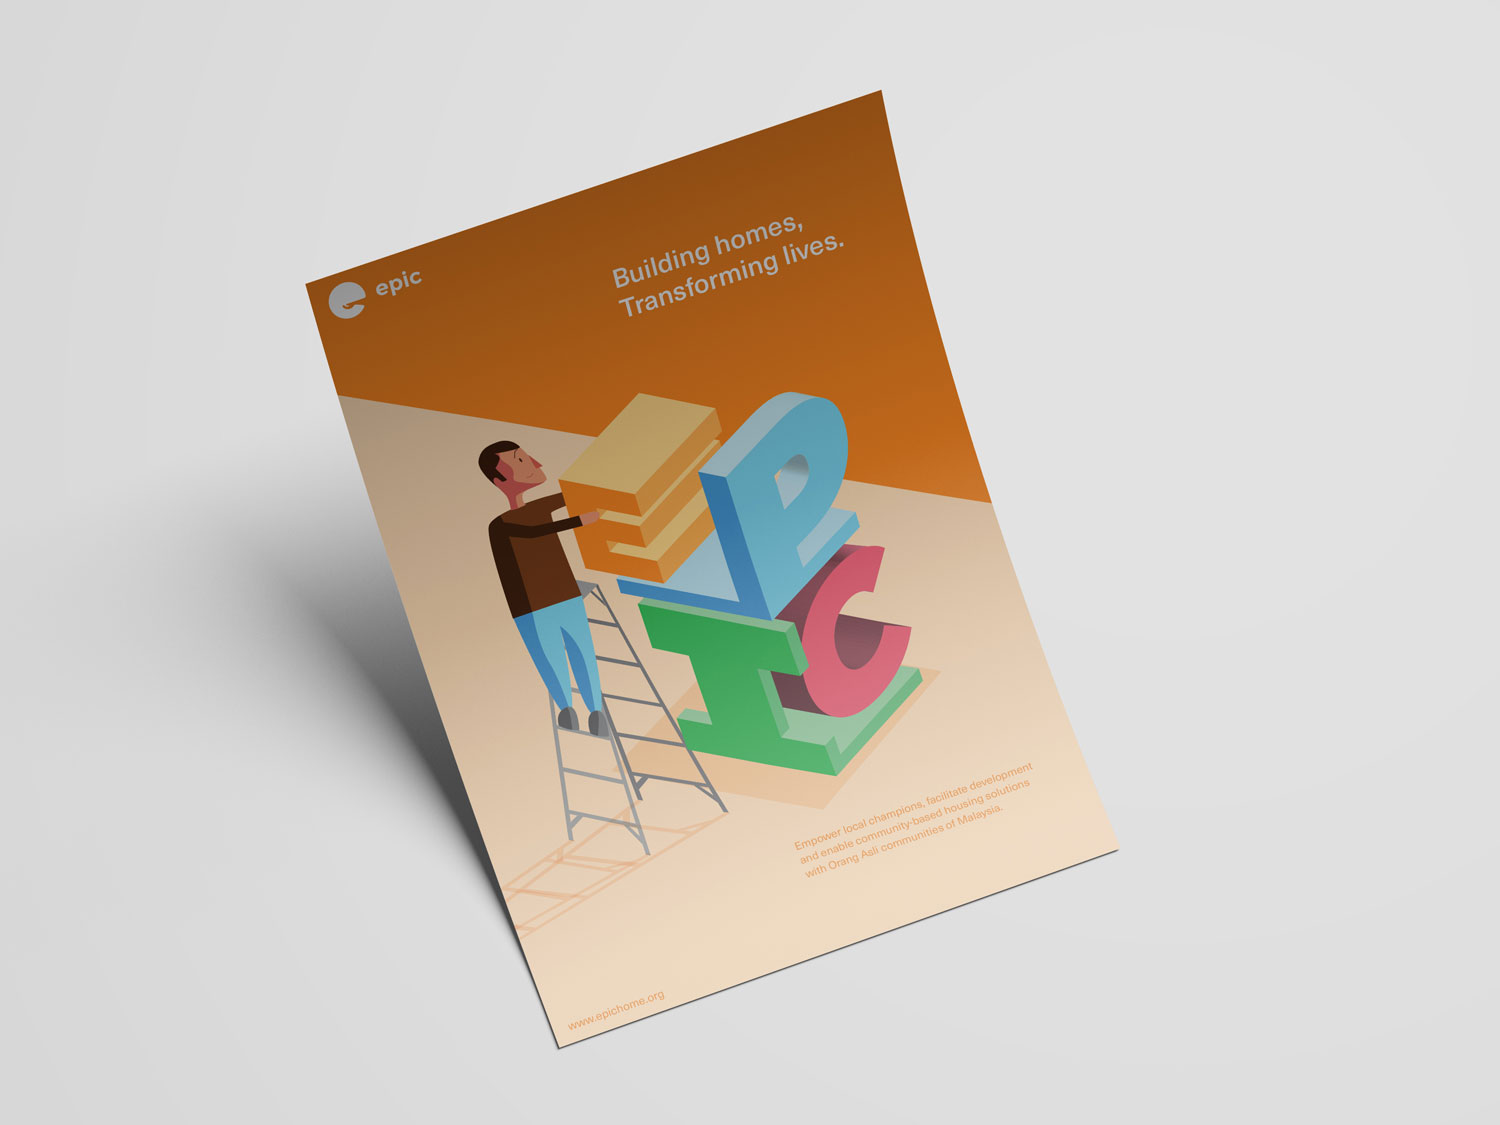 epic
Building homes,
Transforming lives.
E P
I C
Empower local champions, facilitate development
and enable community-based housing solutions
with Orang Asli communities of Malaysia.
www.epichome.org